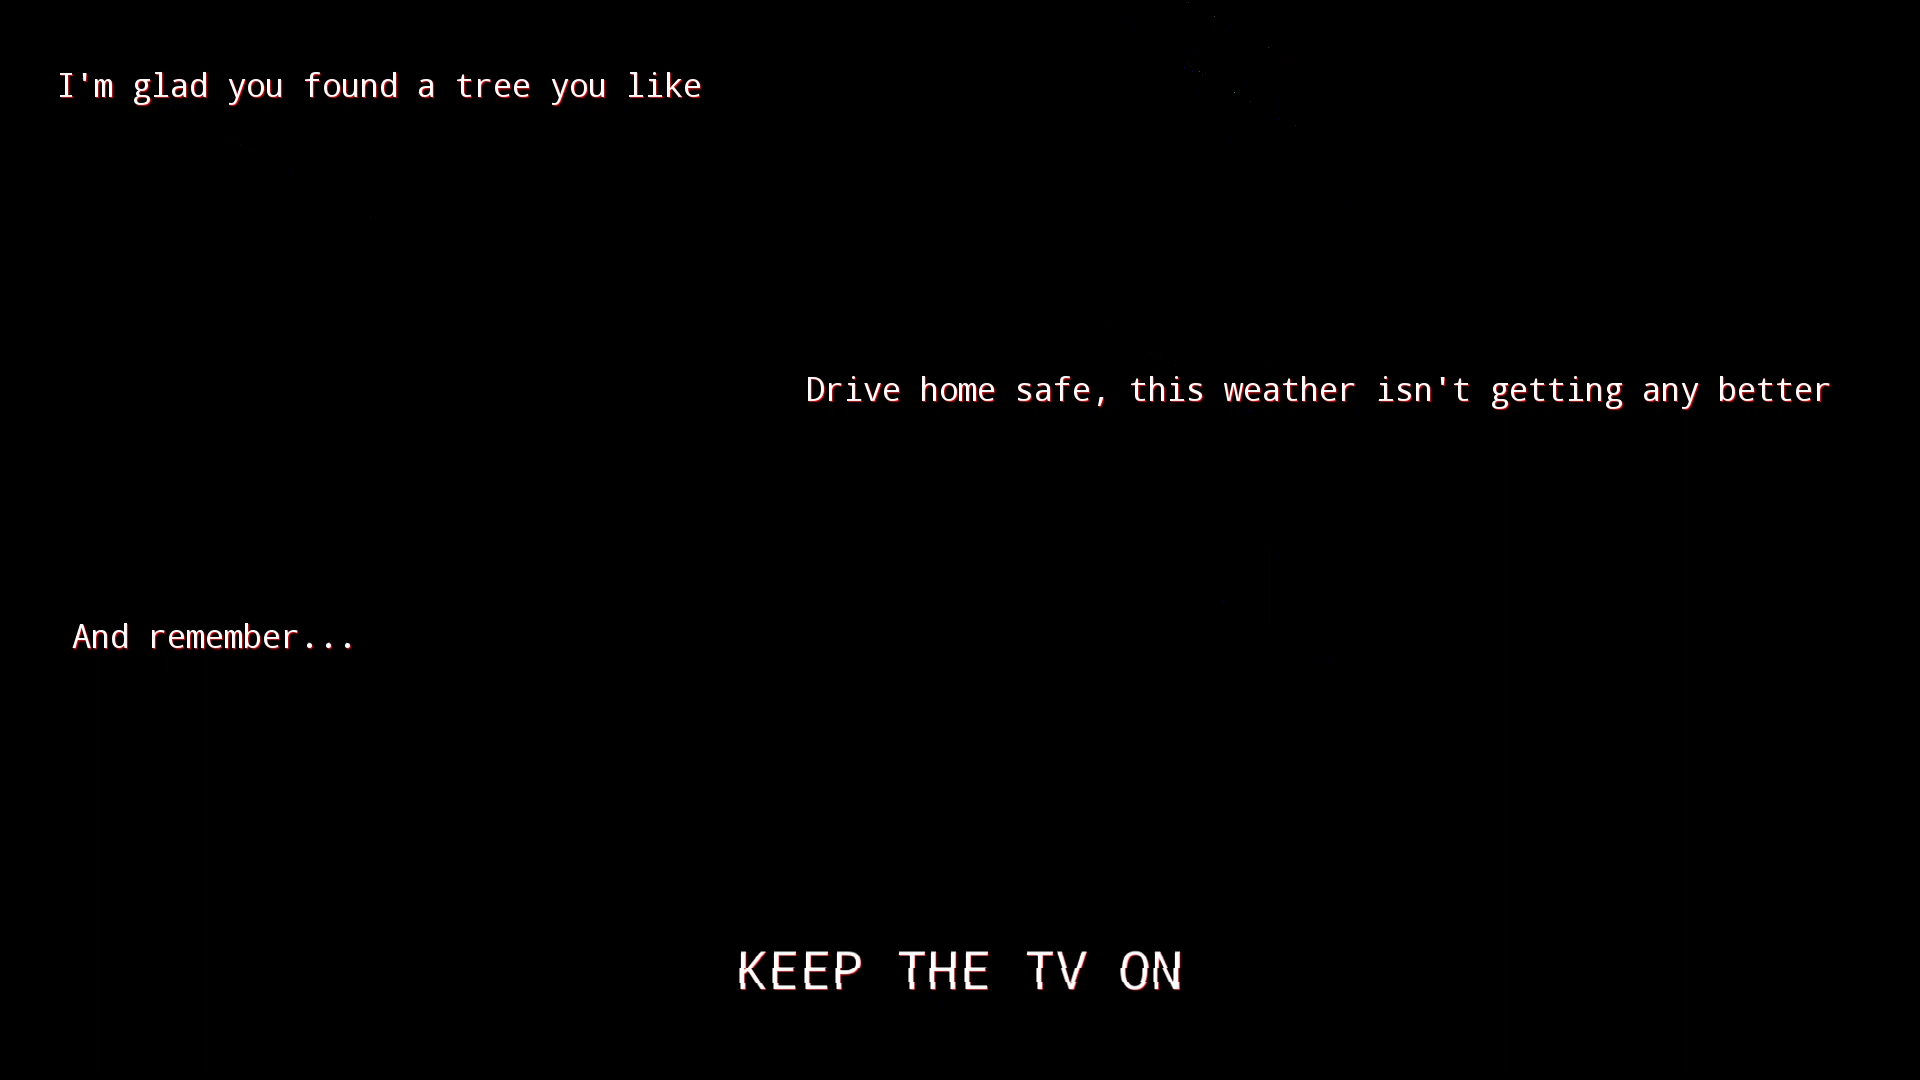 I'm glad you found a tree you like
Drive home safe, this weather isn't getting any better
And remember...
KEEP THE TV ON